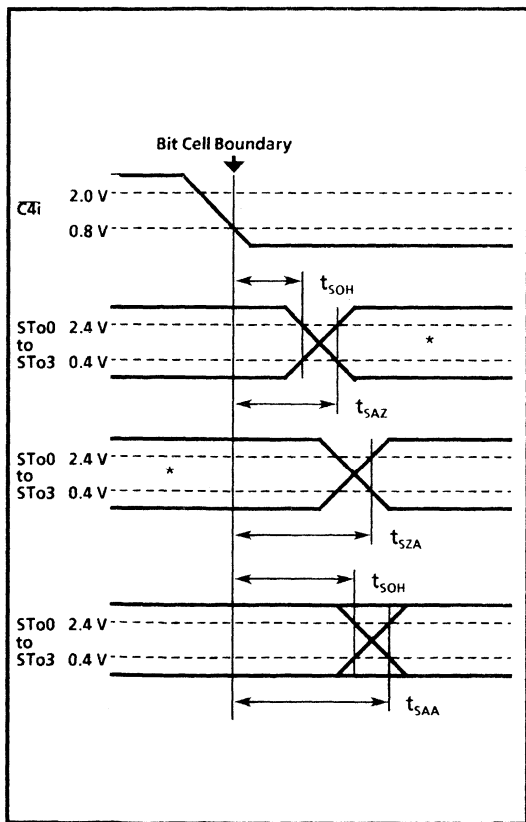 Bit Cell Boundary
C4i
2.0 V
0.8 V
tSOH
STo0
to
STo3
2.4 V
0.4 V
*
tSAZ
STo0
to
STo3
2.4 V
0.4 V
*
tSZA
tSOH
STo0
to
STo3
2.4 V
0.4 V
tSAA